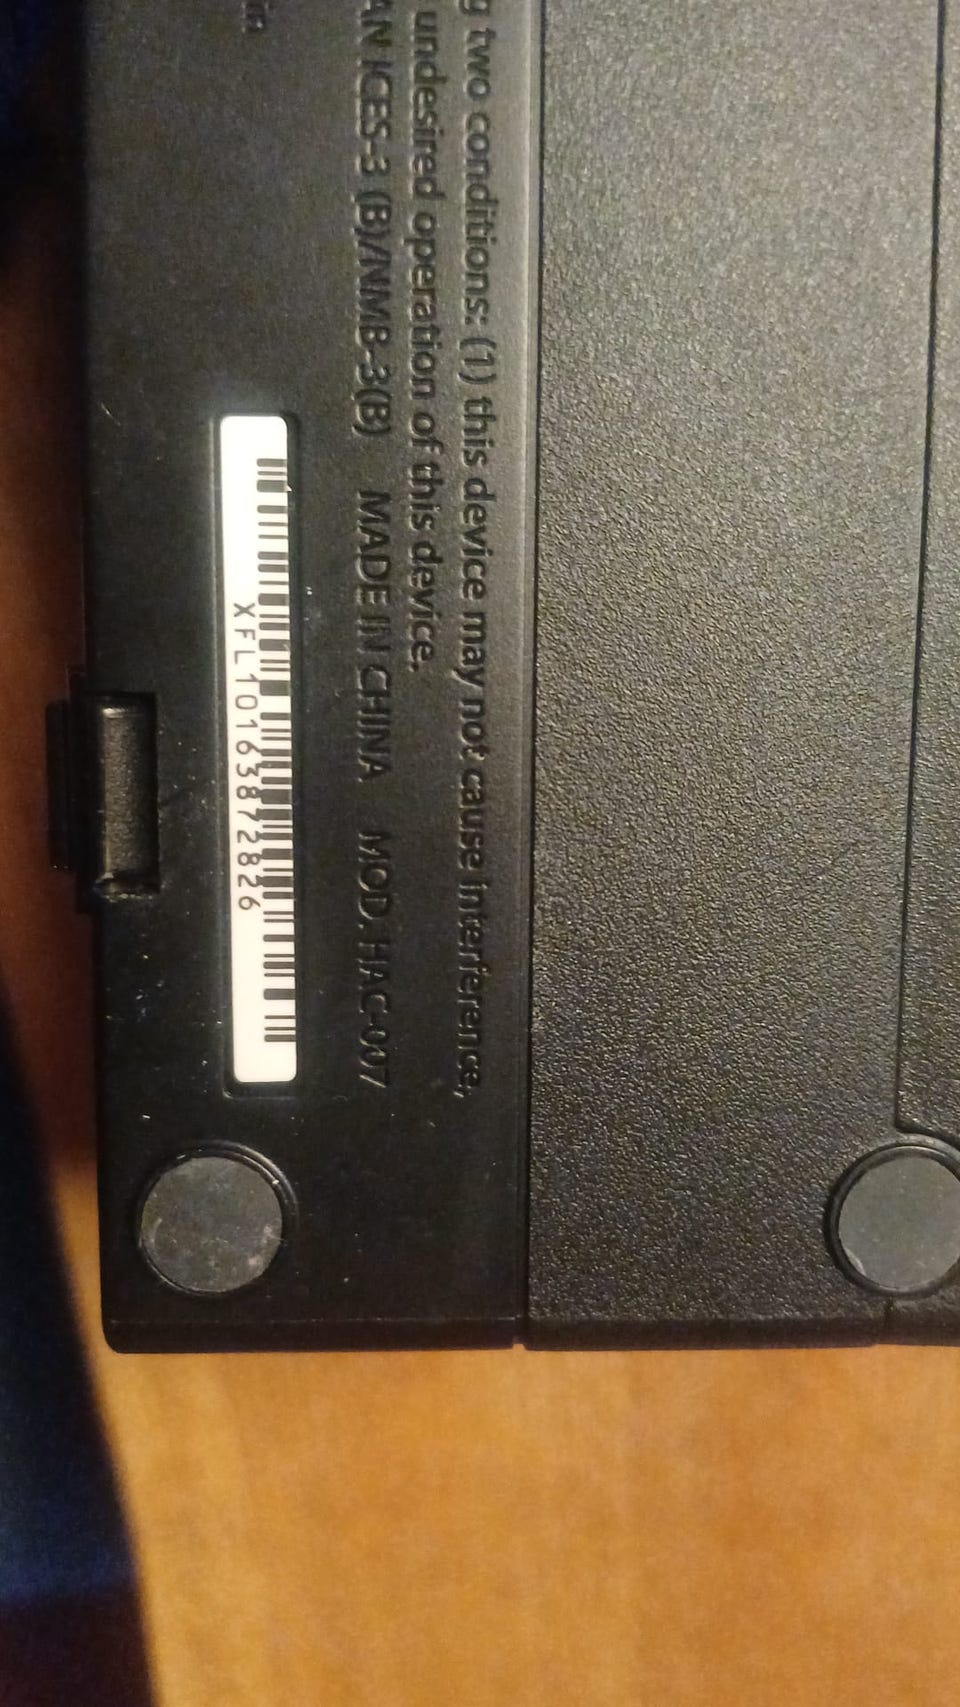 g two conditions: (1) this device may not cause interference,
undesired operation of this device.
AN ICES-3 (B)/NMB-3(B) MADE IN CHINA MOD. HAC-007
XFL10163872826
in